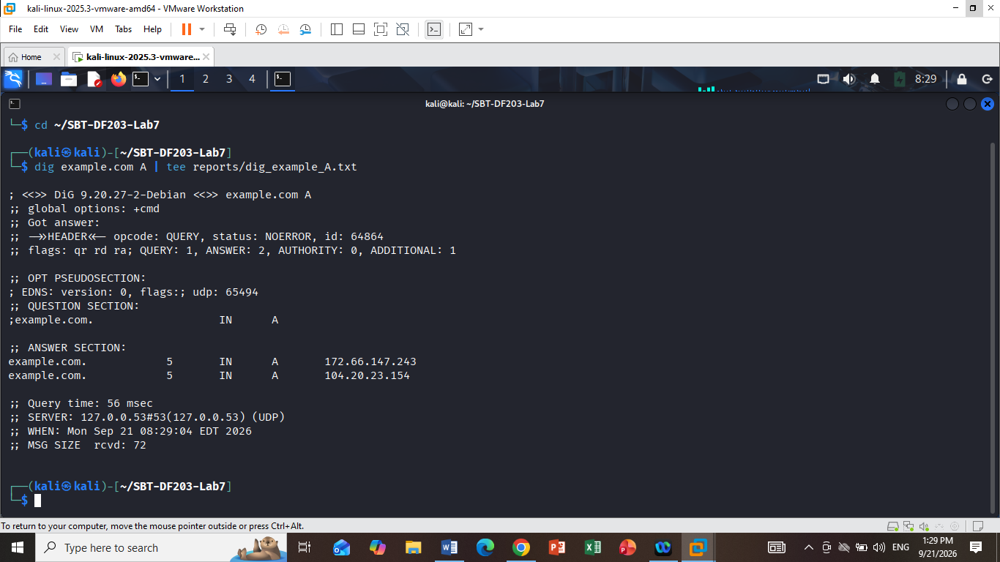 kali-linux-2025.3-vmware-amd64 - VMware Workstation
File Edit View VM Tabs Help
Home kali-linux-2025.3-vmware...
1 2 3 4 8:29
kali@kali: ~/SBT-DF203-Lab7
└─$ cd ~/SBT-DF203-Lab7
┌──(kali㉿kali)-[~/SBT-DF203-Lab7]
└─$ dig example.com A | tee reports/dig_example_A.txt
; <<>> DiG 9.20.27-2-Debian <<>> example.com A
;; global options: +cmd
;; Got answer:
;; ->>HEADER<<- opcode: QUERY, status: NOERROR, id: 64864
;; flags: qr rd ra; QUERY: 1, ANSWER: 2, AUTHORITY: 0, ADDITIONAL: 1
;; OPT PSEUDOSECTION:
; EDNS: version: 0, flags:; udp: 65494
;; QUESTION SECTION:
;example.com. IN A
;; ANSWER SECTION:
example.com. 5 IN A 172.66.147.243
example.com. 5 IN A 104.20.23.154
;; Query time: 56 msec
;; SERVER: 127.0.0.53#53(127.0.0.53) (UDP)
;; WHEN: Mon Sep 21 08:29:04 EDT 2026
;; MSG SIZE rcvd: 72
┌──(kali㉿kali)-[~/SBT-DF203-Lab7]
└─$
To return to your computer, move the mouse pointer outside or press Ctrl+Alt.
Type here to search
ENG
1:29 PM
9/21/2026